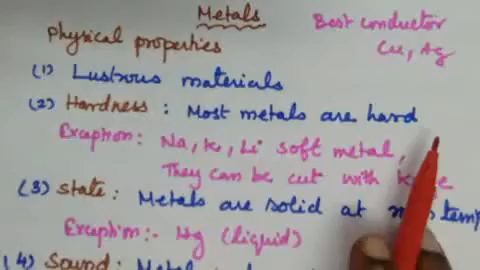 Metals
Best conductor
Cu, Ag
Physical properties
(1) Lustrous materials
(2) Hardness : Most metals are hard
Exception: Na, K, Li soft metal,
They can be cut with
(3) State : Metals are solid at temp
Exception:- Hg (liquid)
(4) Sound :